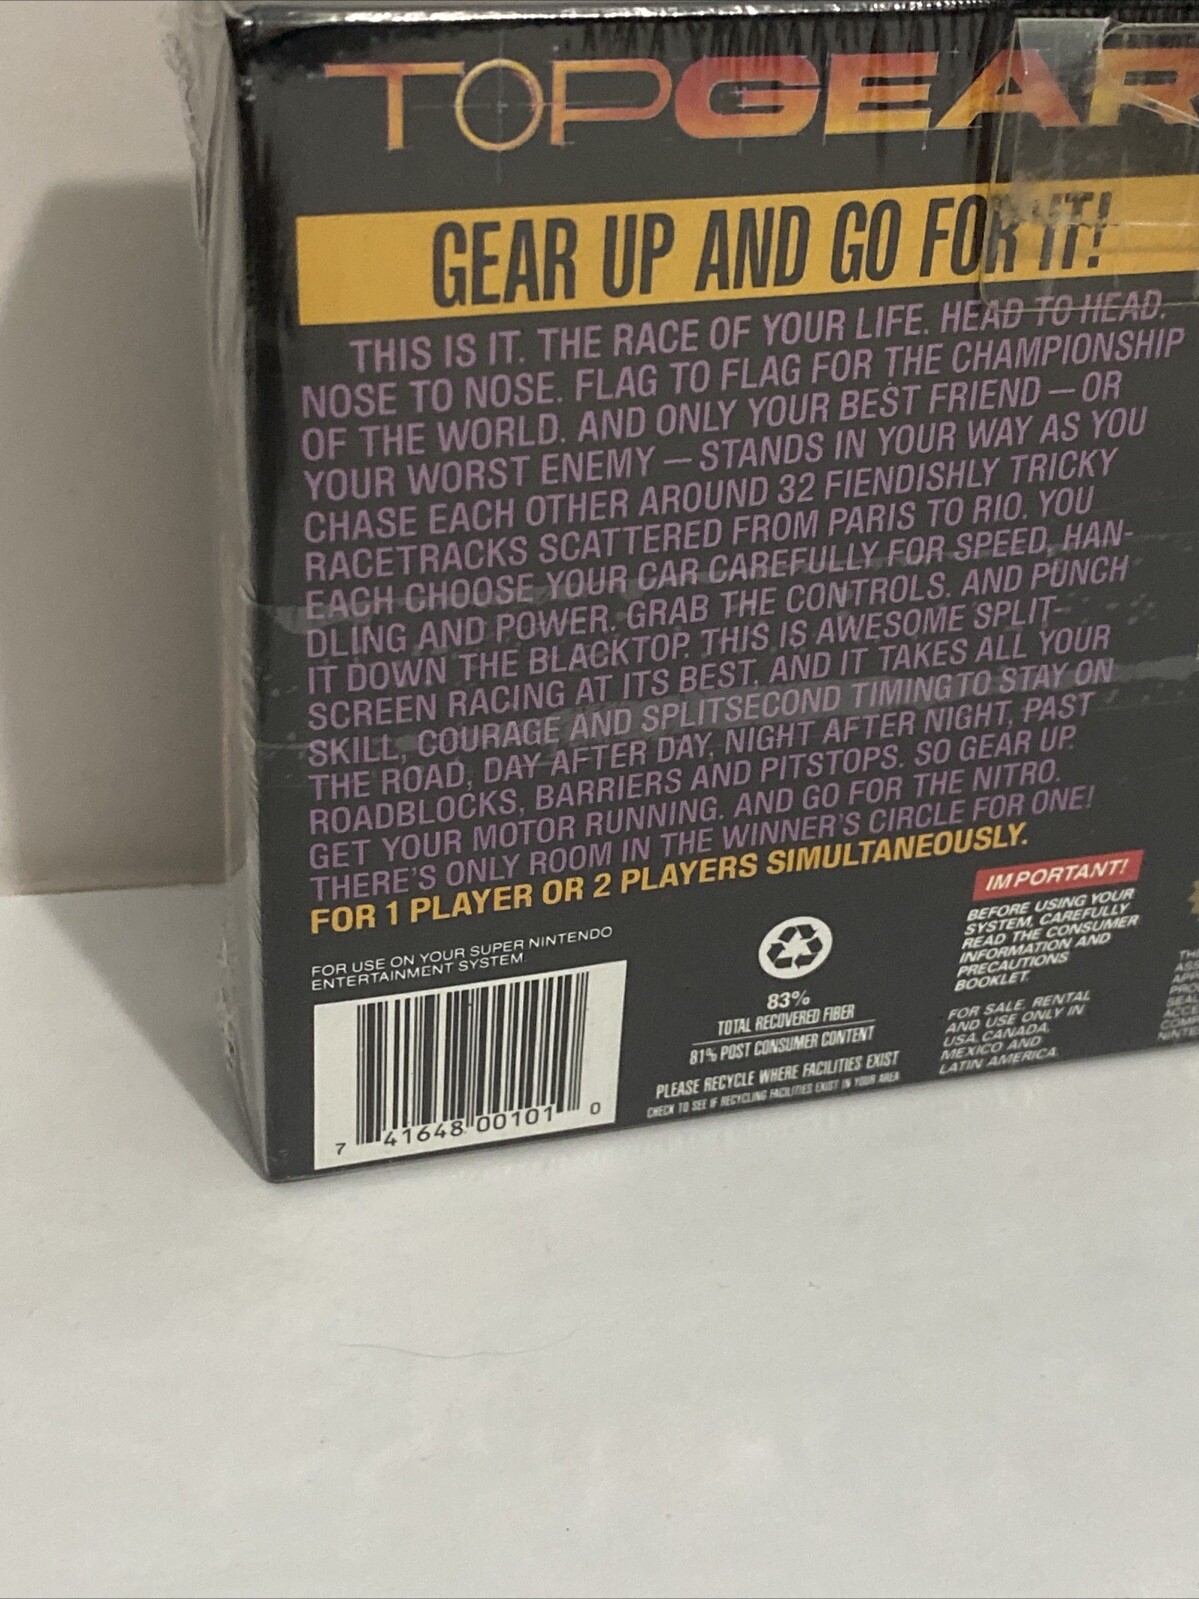 TOP GEAR
GEAR UP AND GO FOR IT!
THIS IS IT. THE RACE OF YOUR LIFE. HEAD TO HEAD.
NOSE TO NOSE. FLAG TO FLAG FOR THE CHAMPIONSHIP
OF THE WORLD. AND ONLY YOUR BEST FRIEND — OR
YOUR WORST ENEMY — STANDS IN YOUR WAY AS YOU
CHASE EACH OTHER AROUND 32 FIENDISHLY TRICKY
RACETRACKS SCATTERED FROM PARIS TO RIO. YOU
EACH CHOOSE YOUR CAR CAREFULLY FOR SPEED, HAN-
DLING AND POWER. GRAB THE CONTROLS. AND PUNCH
IT DOWN THE BLACKTOP. THIS IS AWESOME SPLIT-
SCREEN RACING AT ITS BEST, AND IT TAKES ALL YOUR
SKILL, COURAGE AND SPLITSECOND TIMING TO STAY ON
THE ROAD, DAY AFTER DAY, NIGHT AFTER NIGHT, PAST
ROADBLOCKS, BARRIERS AND PITSTOPS. SO GEAR UP.
GET YOUR MOTOR RUNNING. AND GO FOR THE NITRO.
THERE'S ONLY ROOM IN THE WINNER'S CIRCLE FOR ONE!
FOR 1 PLAYER OR 2 PLAYERS SIMULTANEOUSLY.
FOR USE ON YOUR SUPER NINTENDO
ENTERTAINMENT SYSTEM.
7 41648 00101 0
83%
TOTAL RECOVERED FIBER
81% POST CONSUMER CONTENT
PLEASE RECYCLE WHERE FACILITIES EXIST
CHECK TO SEE IF RECYCLING FACILITIES EXIST IN YOUR AREA
IMPORTANT!
BEFORE USING YOUR
SYSTEM, CAREFULLY
READ THE CONSUMER
INFORMATION AND
PRECAUTIONS
BOOKLET.
FOR SALE, RENTAL
AND USE ONLY IN
USA, CANADA,
MEXICO AND
LATIN AMERICA.